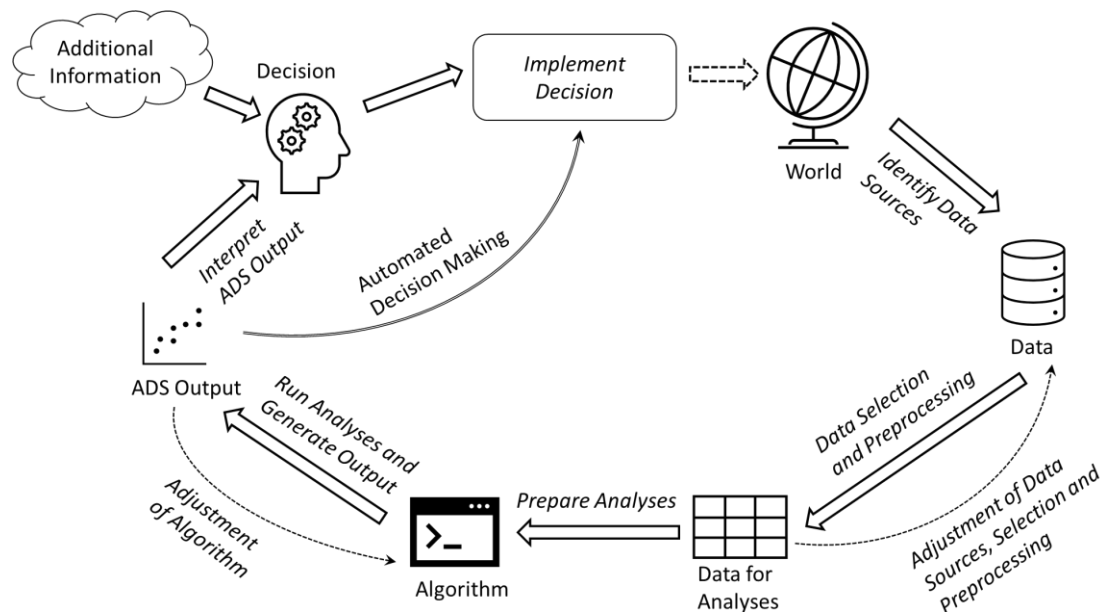 Additional
Information
Decision
Implement
Decision
World
Identify Data
Sources
Interpret
ADS Output
Automated
Decision Making
Data
ADS Output
Run Analyses and
Generate Output
Data Selection
and Preprocessing
Adjustment
of Algorithm
Prepare Analyses
Adjustment of Data
Sources, Selection and
Preprocessing
>_
Algorithm
Data for
Analyses